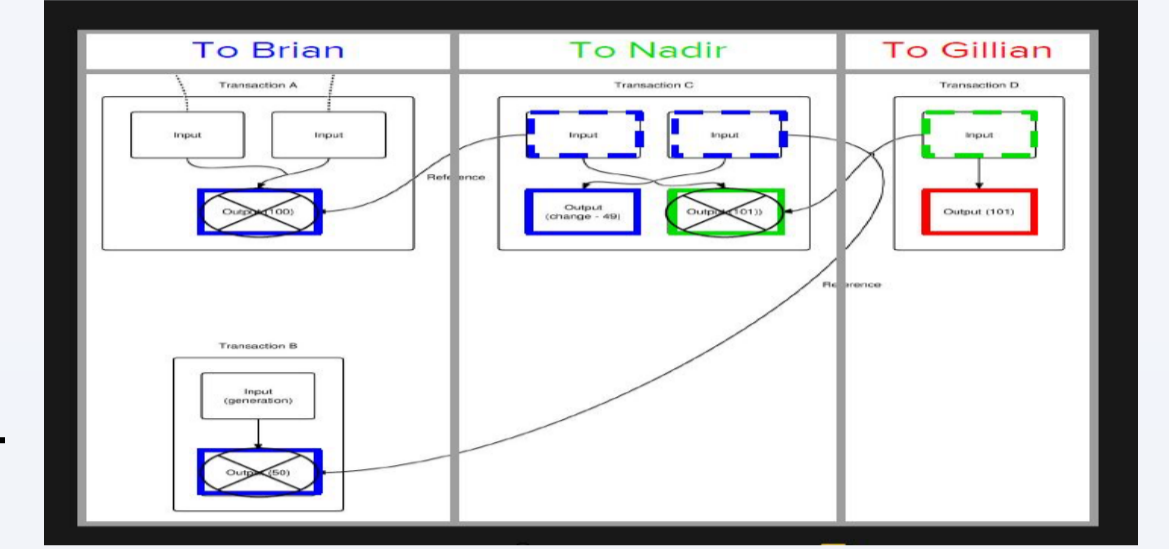 To Brian
To Nadir
To Gillian
Transaction A
Transaction C
Transaction D
Input
Input
Input
Input
Input
Reference
Output (100)
Output
(change - 49)
Output (101))
Output (101)
Reference
Transaction B
Input
(generation)
Output (50)